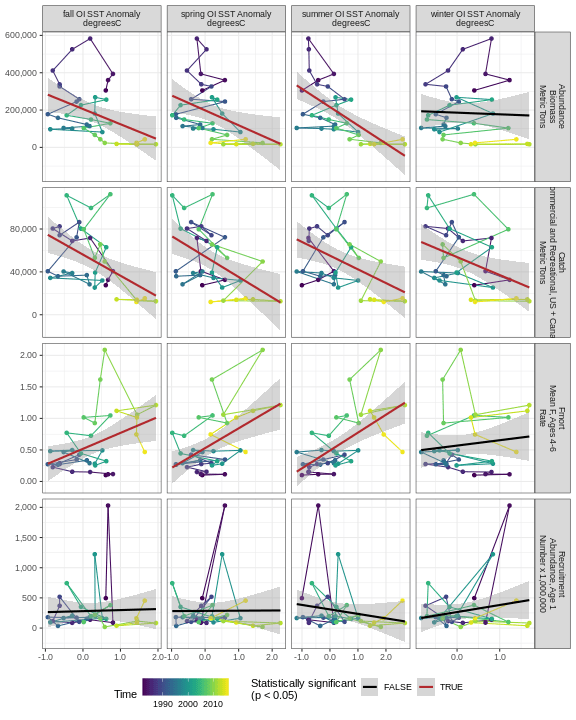 fall OI SST Anomaly
degreesC
spring OI SST Anomaly
degreesC
summer OI SST Anomaly
degreesC
winter OI SST Anomaly
degreesC
600,000
400,000
200,000
0
Abundance
Biomass
Metric Tons
80,000
40,000
0
Catch
ommercial and Recreational, US + Cana
Metric Tons
2.00
1.50
1.00
0.50
0.00
Fmort
Mean F, Ages 4-6
Rate
2,000
1,500
1,000
500
0
Recruitment
Abundance, Age 1
Number x 1,000,000
-1.0 0.0 1.0 2.0
-1.0 0.0 1.0 2.0
-1.0 0.0 1.0 2.0
0.0 1.0
Time
1990 2000 2010
Statistically significant
(p < 0.05)
FALSE
TRUE